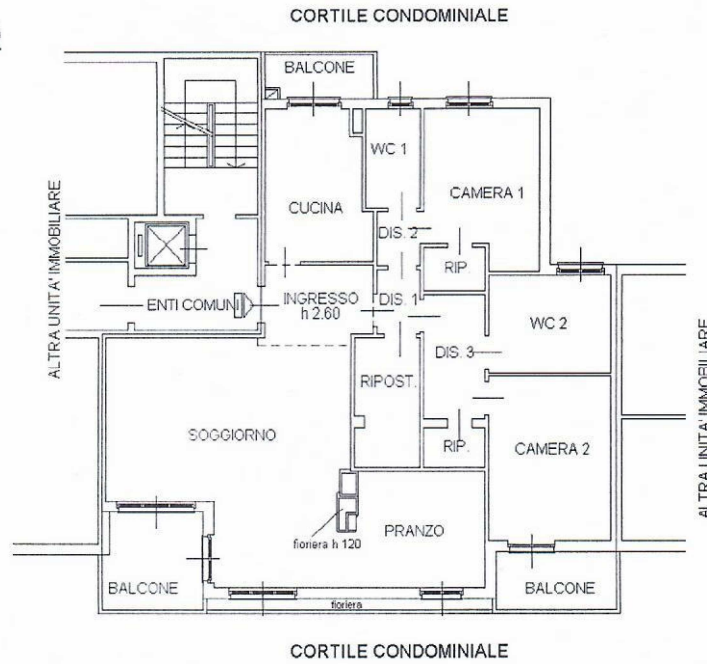 CORTILE CONDOMINIALE
BALCONE
WC 1
CAMERA 1
CUCINA
DIS. 2
RIP.
ALTRA UNITA' IMMOBILIARE
ENTI COMUNI
INGRESSO
h 2.60
DIS. 1
WC 2
DIS. 3
RIPOST.
ALTRA UNITA' IMMOBILIARE
SOGGIORNO
RIP.
CAMERA 2
PRANZO
fioriera h 120
BALCONE
BALCONE
fioriera
CORTILE CONDOMINIALE